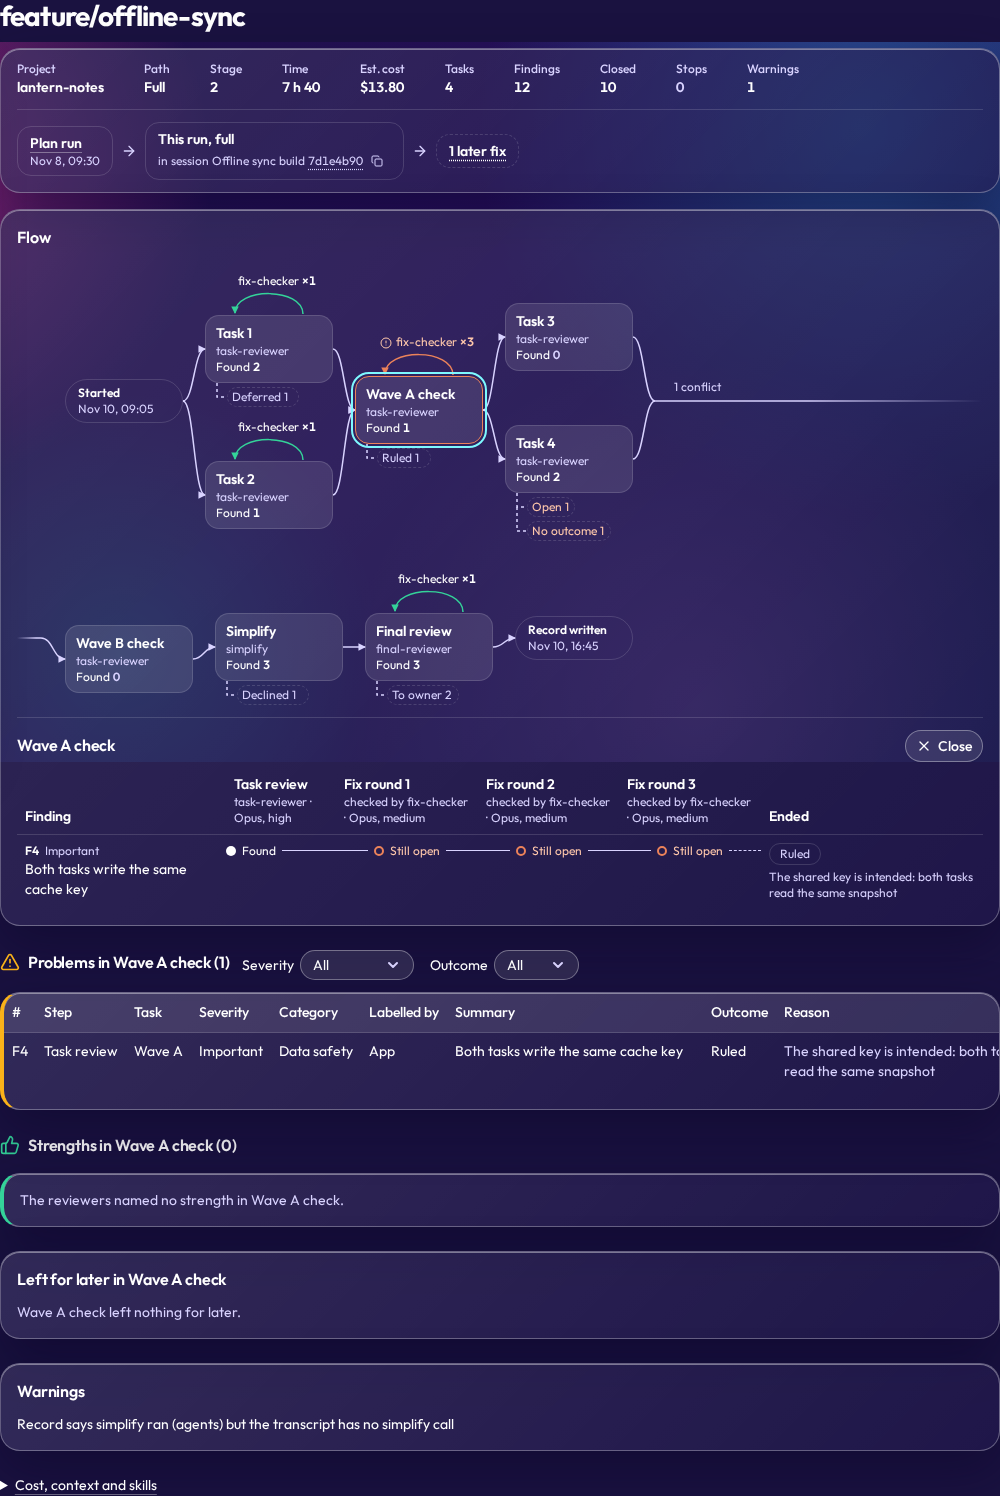 feature/offline-sync
Project Path Stage Time Est. cost Tasks Findings Closed Stops Warnings
lantern-notes Full 2 7 h 40 $13.80 4 12 10 0 1
Plan run
Nov 8, 09:30
This run, full
in session Offline sync build 7d1e4b90
1 later fix
Flow
fix-checker ×1
Task 1
task-reviewer
Found 2
Deferred 1
Started
Nov 10, 09:05
fix-checker ×1
Task 2
task-reviewer
Found 1
fix-checker ×3
Wave A check
task-reviewer
Found 1
Ruled 1
Task 3
task-reviewer
Found 0
1 conflict
Task 4
task-reviewer
Found 2
Open 1
No outcome 1
Wave B check
task-reviewer
Found 0
Simplify
simplify
Found 3
Declined 1
fix-checker ×1
Final review
final-reviewer
Found 3
To owner 2
Record written
Nov 10, 16:45
Wave A check
Close
Finding
Task review
task-reviewer ·
Opus, high
Fix round 1
checked by fix-checker
· Opus, medium
Fix round 2
checked by fix-checker
· Opus, medium
Fix round 3
checked by fix-checker
· Opus, medium
Ended
F4 Important
Both tasks write the same
cache key
Found Still open Still open Still open
Ruled
The shared key is intended: both tasks
read the same snapshot
Problems in Wave A check (1) Severity All Outcome All
# Step Task Severity Category Labelled by Summary Outcome Reason
F4 Task review Wave A Important Data safety App Both tasks write the same cache key Ruled The shared key is intended: both
read the same snapshot
Strengths in Wave A check (0)
The reviewers named no strength in Wave A check.
Left for later in Wave A check
Wave A check left nothing for later.
Warnings
Record says simplify ran (agents) but the transcript has no simplify call
Cost, context and skills